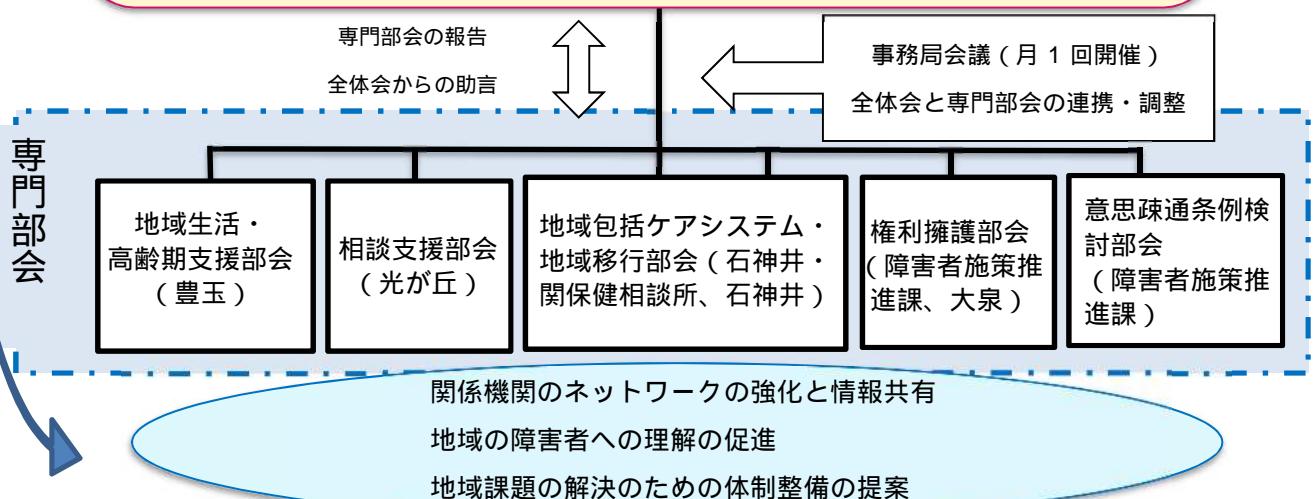 専門部会の報告
全体会からの助言
事務局会議(月 1 回開催)
全体会と専門部会の連携・調整
専門部会
地域生活・
高齢期支援部会
(豊玉)
相談支援部会
(光が丘)
地域包括ケアシステム・
地域移行部会(石神井・
関保健相談所、石神井)
権利擁護部会
(障害者施策推
進課、大泉)
意思疎通条例検
討部会
(障害者施策推
進課)
関係機関のネットワークの強化と情報共有
地域の障害者への理解の促進
地域課題の解決のための体制整備の提案